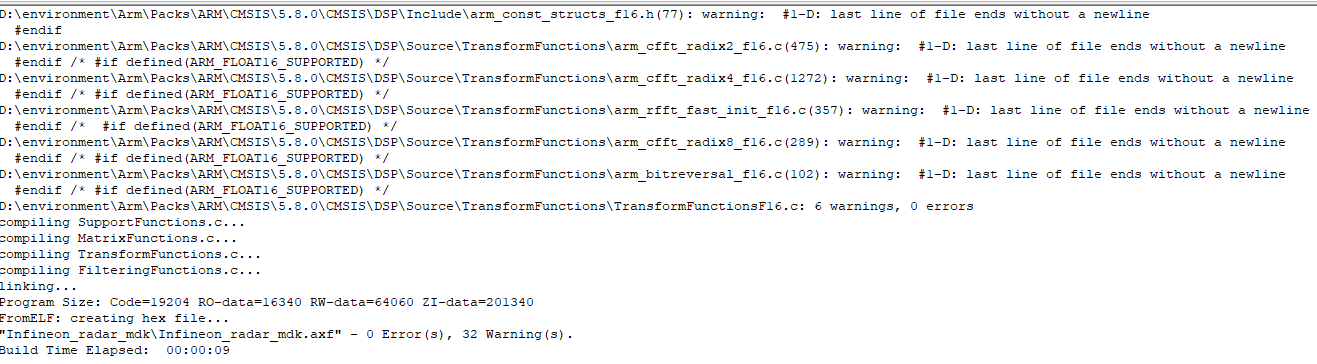 D:\environment\Arm\Packs\ARM\CMSIS\5.8.0\CMSIS\DSP\Include\arm_const_structs_f16.h(77): warning:  #1-D: last line of file ends without a newline
  #endif
D:\environment\Arm\Packs\ARM\CMSIS\5.8.0\CMSIS\DSP\Source\TransformFunctions\arm_cfft_radix2_f16.c(475): warning:  #1-D: last line of file ends without a newline
  #endif /* #if defined(ARM_FLOAT16_SUPPORTED) */
D:\environment\Arm\Packs\ARM\CMSIS\5.8.0\CMSIS\DSP\Source\TransformFunctions\arm_cfft_radix4_f16.c(1272): warning:  #1-D: last line of file ends without a newline
  #endif /* #if defined(ARM_FLOAT16_SUPPORTED) */
D:\environment\Arm\Packs\ARM\CMSIS\5.8.0\CMSIS\DSP\Source\TransformFunctions\arm_rfft_fast_init_f16.c(357): warning:  #1-D: last line of file ends without a newline
  #endif /*  #if defined(ARM_FLOAT16_SUPPORTED) */
D:\environment\Arm\Packs\ARM\CMSIS\5.8.0\CMSIS\DSP\Source\TransformFunctions\arm_cfft_radix8_f16.c(289): warning:  #1-D: last line of file ends without a newline
  #endif /* #if defined(ARM_FLOAT16_SUPPORTED) */
D:\environment\Arm\Packs\ARM\CMSIS\5.8.0\CMSIS\DSP\Source\TransformFunctions\arm_bitreversal_f16.c(102): warning:  #1-D: last line of file ends without a newline
  #endif /* #if defined(ARM_FLOAT16_SUPPORTED) */
D:\environment\Arm\Packs\ARM\CMSIS\5.8.0\CMSIS\DSP\Source\TransformFunctions\TransformFunctionsF16.c: 6 warnings, 0 errors
compiling SupportFunctions.c...
compiling MatrixFunctions.c...
compiling TransformFunctions.c...
compiling FilteringFunctions.c...
linking...
Program Size: Code=19204 RO-data=16340 RW-data=64060 ZI-data=201340
FromELF: creating hex file...
"Infineon_radar_mdk\Infineon_radar_mdk.axf" - 0 Error(s), 32 Warning(s).
Build Time Elapsed:  00:00:09